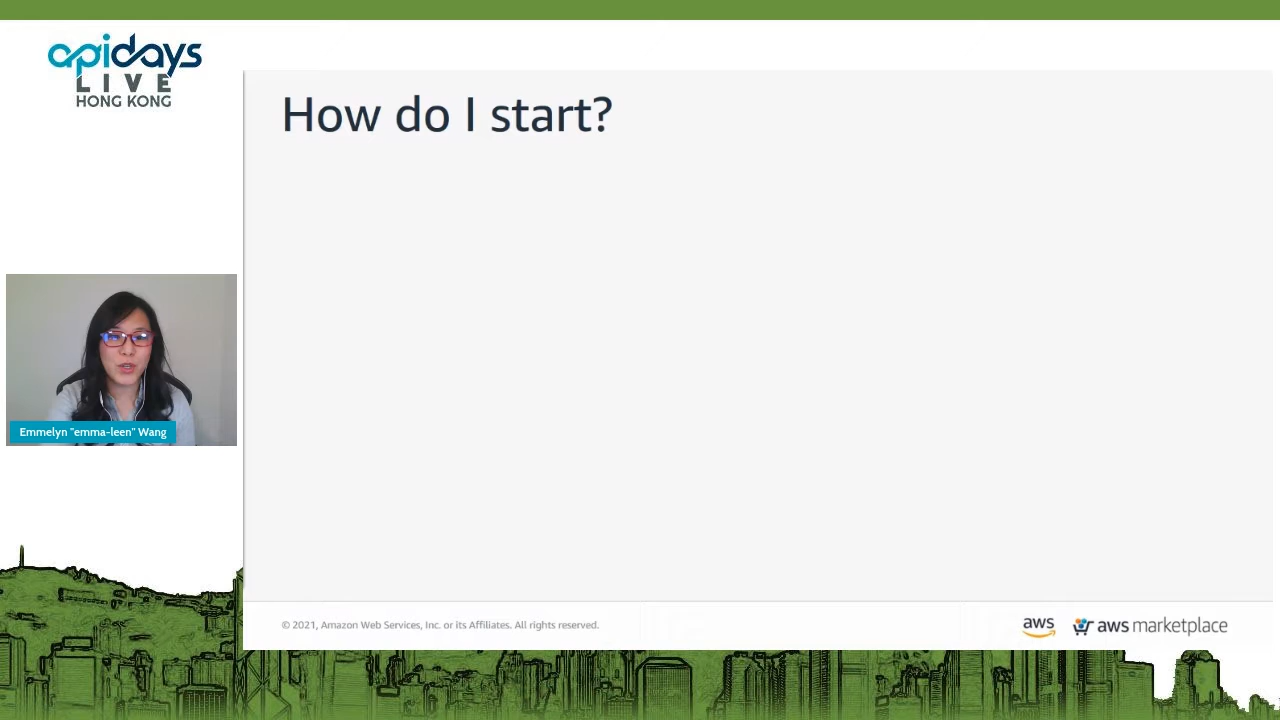 apidays
LIVE
HONG KONG
How do I start?
Emmelyn "emma-leen" Wang
© 2021, Amazon Web Services, Inc. or its Affiliates. All rights reserved.
aws
aws marketplace